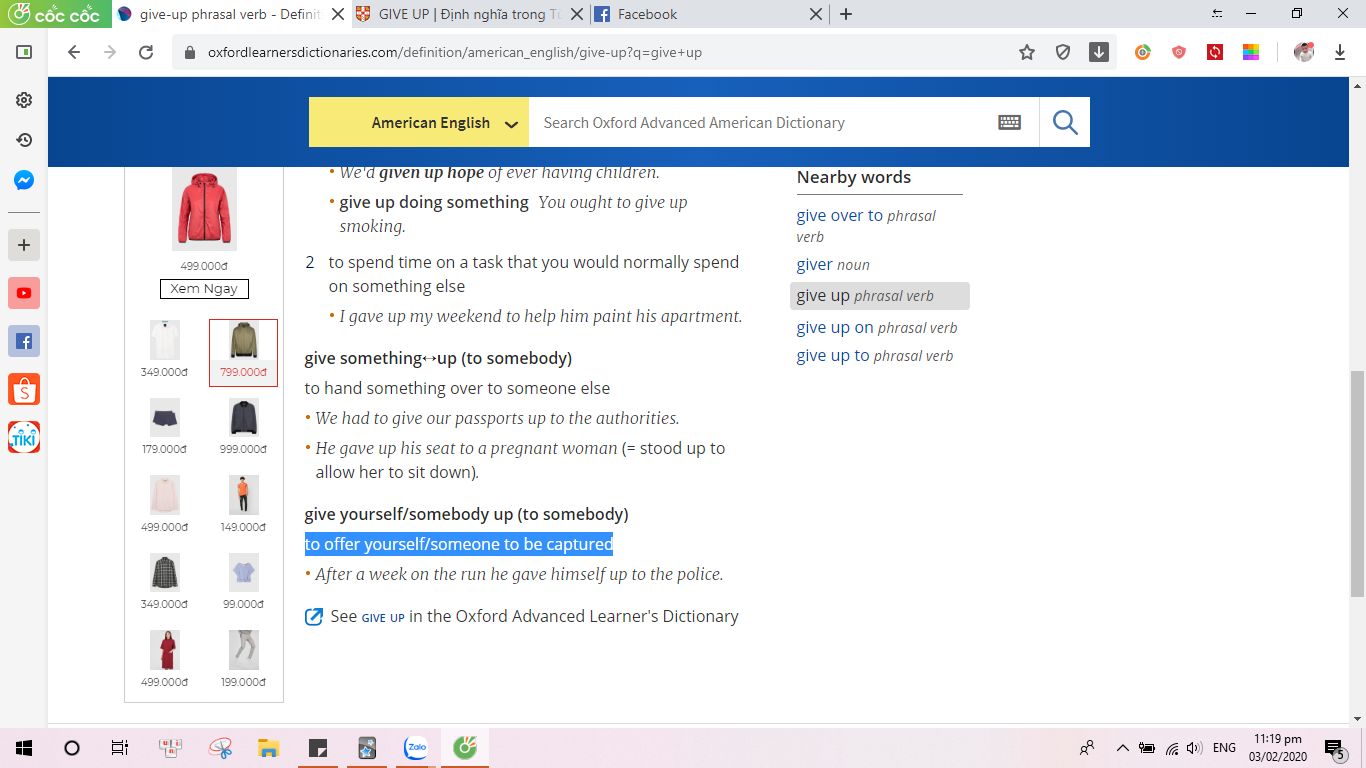 cốc cốc
give-up phrasal verb - Definit
GIVE UP | Định nghĩa trong Từ
Facebook
oxfordlearnersdictionaries.com/definition/american_english/give-up?q=give+up
American English
Search Oxford Advanced American Dictionary
• We'd given up hope of ever having children.
• give up doing something You ought to give up
smoking.
2 to spend time on a task that you would normally spend
on something else
• I gave up my weekend to help him paint his apartment.
give something↔up (to somebody)
to hand something over to someone else
• We had to give our passports up to the authorities.
• He gave up his seat to a pregnant woman (= stood up to
allow her to sit down).
give yourself/somebody up (to somebody)
to offer yourself/someone to be captured
• After a week on the run he gave himself up to the police.
See GIVE UP in the Oxford Advanced Learner's Dictionary
Nearby words
give over to phrasal
verb
giver noun
give up phrasal verb
give up on phrasal verb
give up to phrasal verb
499.000đ
Xem Ngay
349.000đ
799.000đ
179.000đ
999.000đ
499.000đ
149.000đ
349.000đ
99.000đ
499.000đ
199.000đ
TIKI
Zalo
ENG
11:19 pm
03/02/2020
5